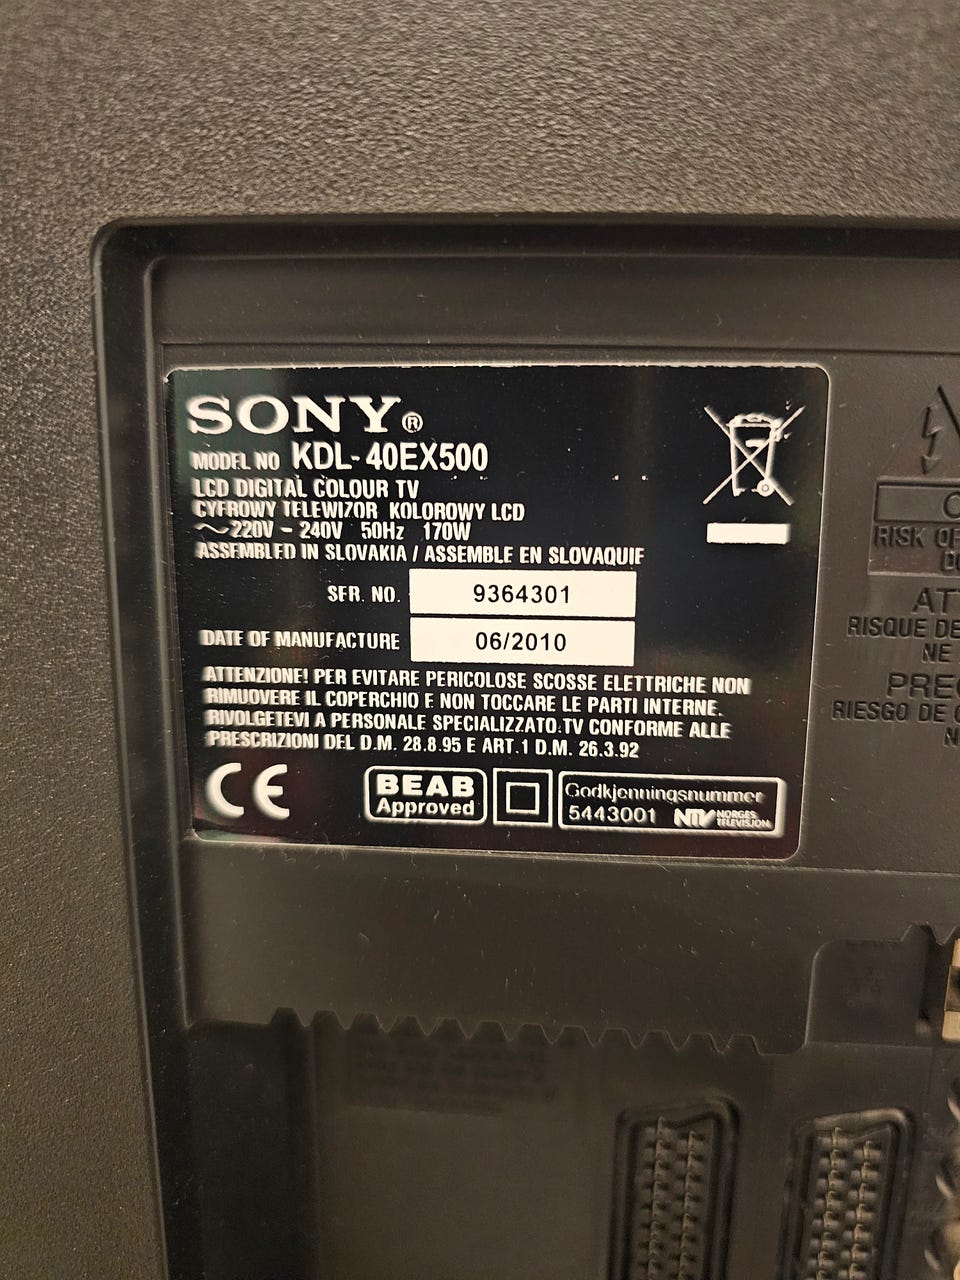 SONY®
MODEL NO KDL-40EX500
LCD DIGITAL COLOUR TV
CYFROWY TELEWIZOR KOLOROWY LCD
~220V - 240V 50Hz 170W
ASSEMBLED IN SLOVAKIA / ASSEMBLE EN SLOVAQUIE
SER. NO. 9364301
DATE OF MANUFACTURE 06/2010
ATTENZIONE! PER EVITARE PERICOLOSE SCOSSE ELETTRICHE NON
RIMUOVERE IL COPERCHIO E NON TOCCARE LE PARTI INTERNE.
RIVOLGETEVI A PERSONALE SPECIALIZZATO.TV CONFORME ALLE
PRESCRIZIONI DEL D.M. 28.8.95 E ART.1 D.M. 26.3.92
CE
BEAB
Approved
Godkjenningsnummer
5443001 NTV NORGES
TELEVISJON
RISK
RISQUE DE
NE
RIESGO DE